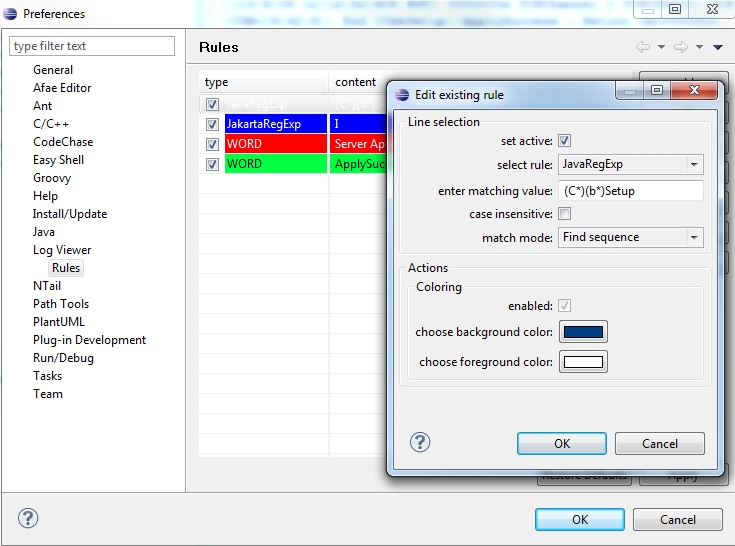 Preferences
type filter text
General
Afae Editor
Ant
C/C++
CodeChase
Easy Shell
Groovy
Help
Install/Update
Java
Log Viewer
Rules
NTail
Path Tools
PlantUML
Plug-in Development
Run/Debug
Tasks
Team
Rules
type content
JavaRegExp (C*)(b*)S
JakartaRegExp I
WORD Server Ap
WORD ApplySuc
Edit existing rule
Line selection
set active:
select rule: JavaRegExp
enter matching value: (C*)(b*)Setup
case insensitive:
match mode: Find sequence
Actions
Coloring
enabled:
choose background color:
choose foreground color:
OK Cancel
Restore Defaults Apply
OK Cancel